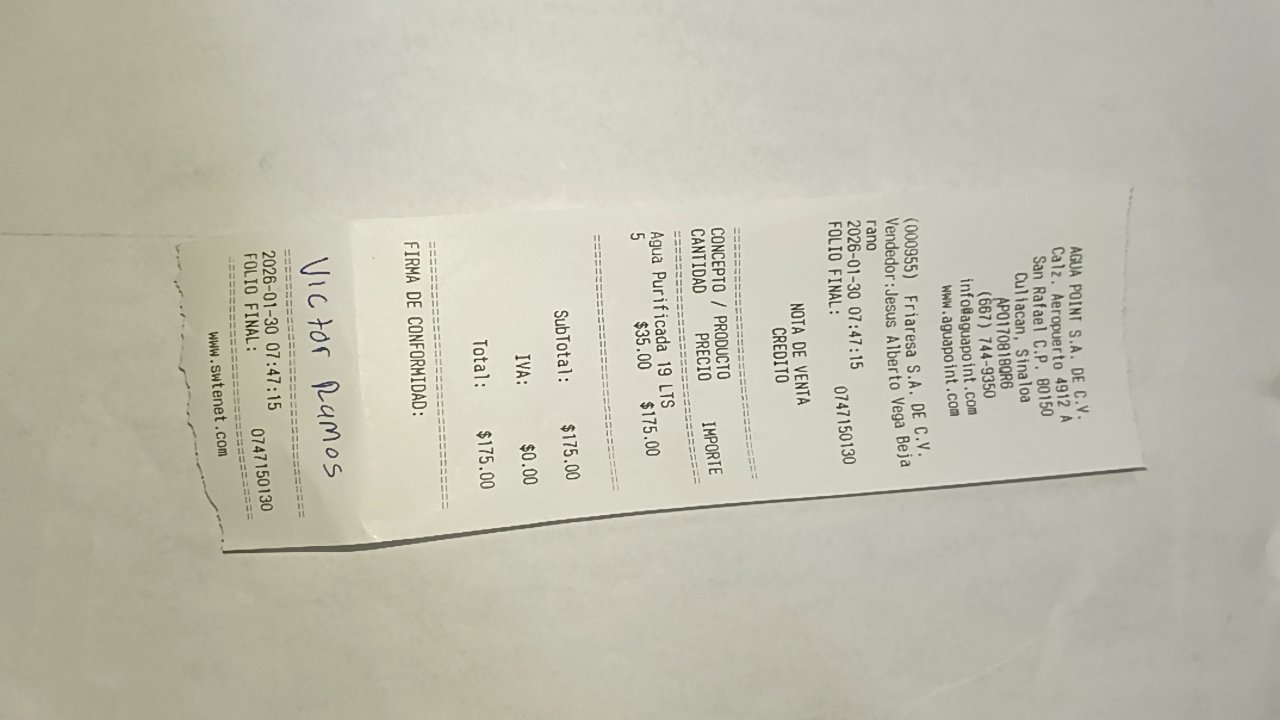 AGUA POINT S.A. DE C.V.
Calz. Aeropuerto 4912 A
San Rafael C.P. 80150
Culiacan, Sinaloa
APO170818QR6
(667) 744-9350
info@aguapoint.com
www.aguapoint.com
(000955) Friaresa S.A. DE C.V.
Vendedor:Jesus Alberto Vega Beja
rano
2026-01-30 07:47:15 0747150130
FOLIO FINAL:
NOTA DE VENTA
CREDITO
================================
CONCEPTO / PRODUCTO
CANTIDAD PRECIO IMPORTE
================================
Agua Purificada 19 LTS
5 $35.00 $175.00
================================
SubTotal: $175.00
IVA: $0.00
Total: $175.00
================================
FIRMA DE CONFORMIDAD:
Victor Ramos
================================
2026-01-30 07:47:15 0747150130
FOLIO FINAL:
================================
www.swtenet.com